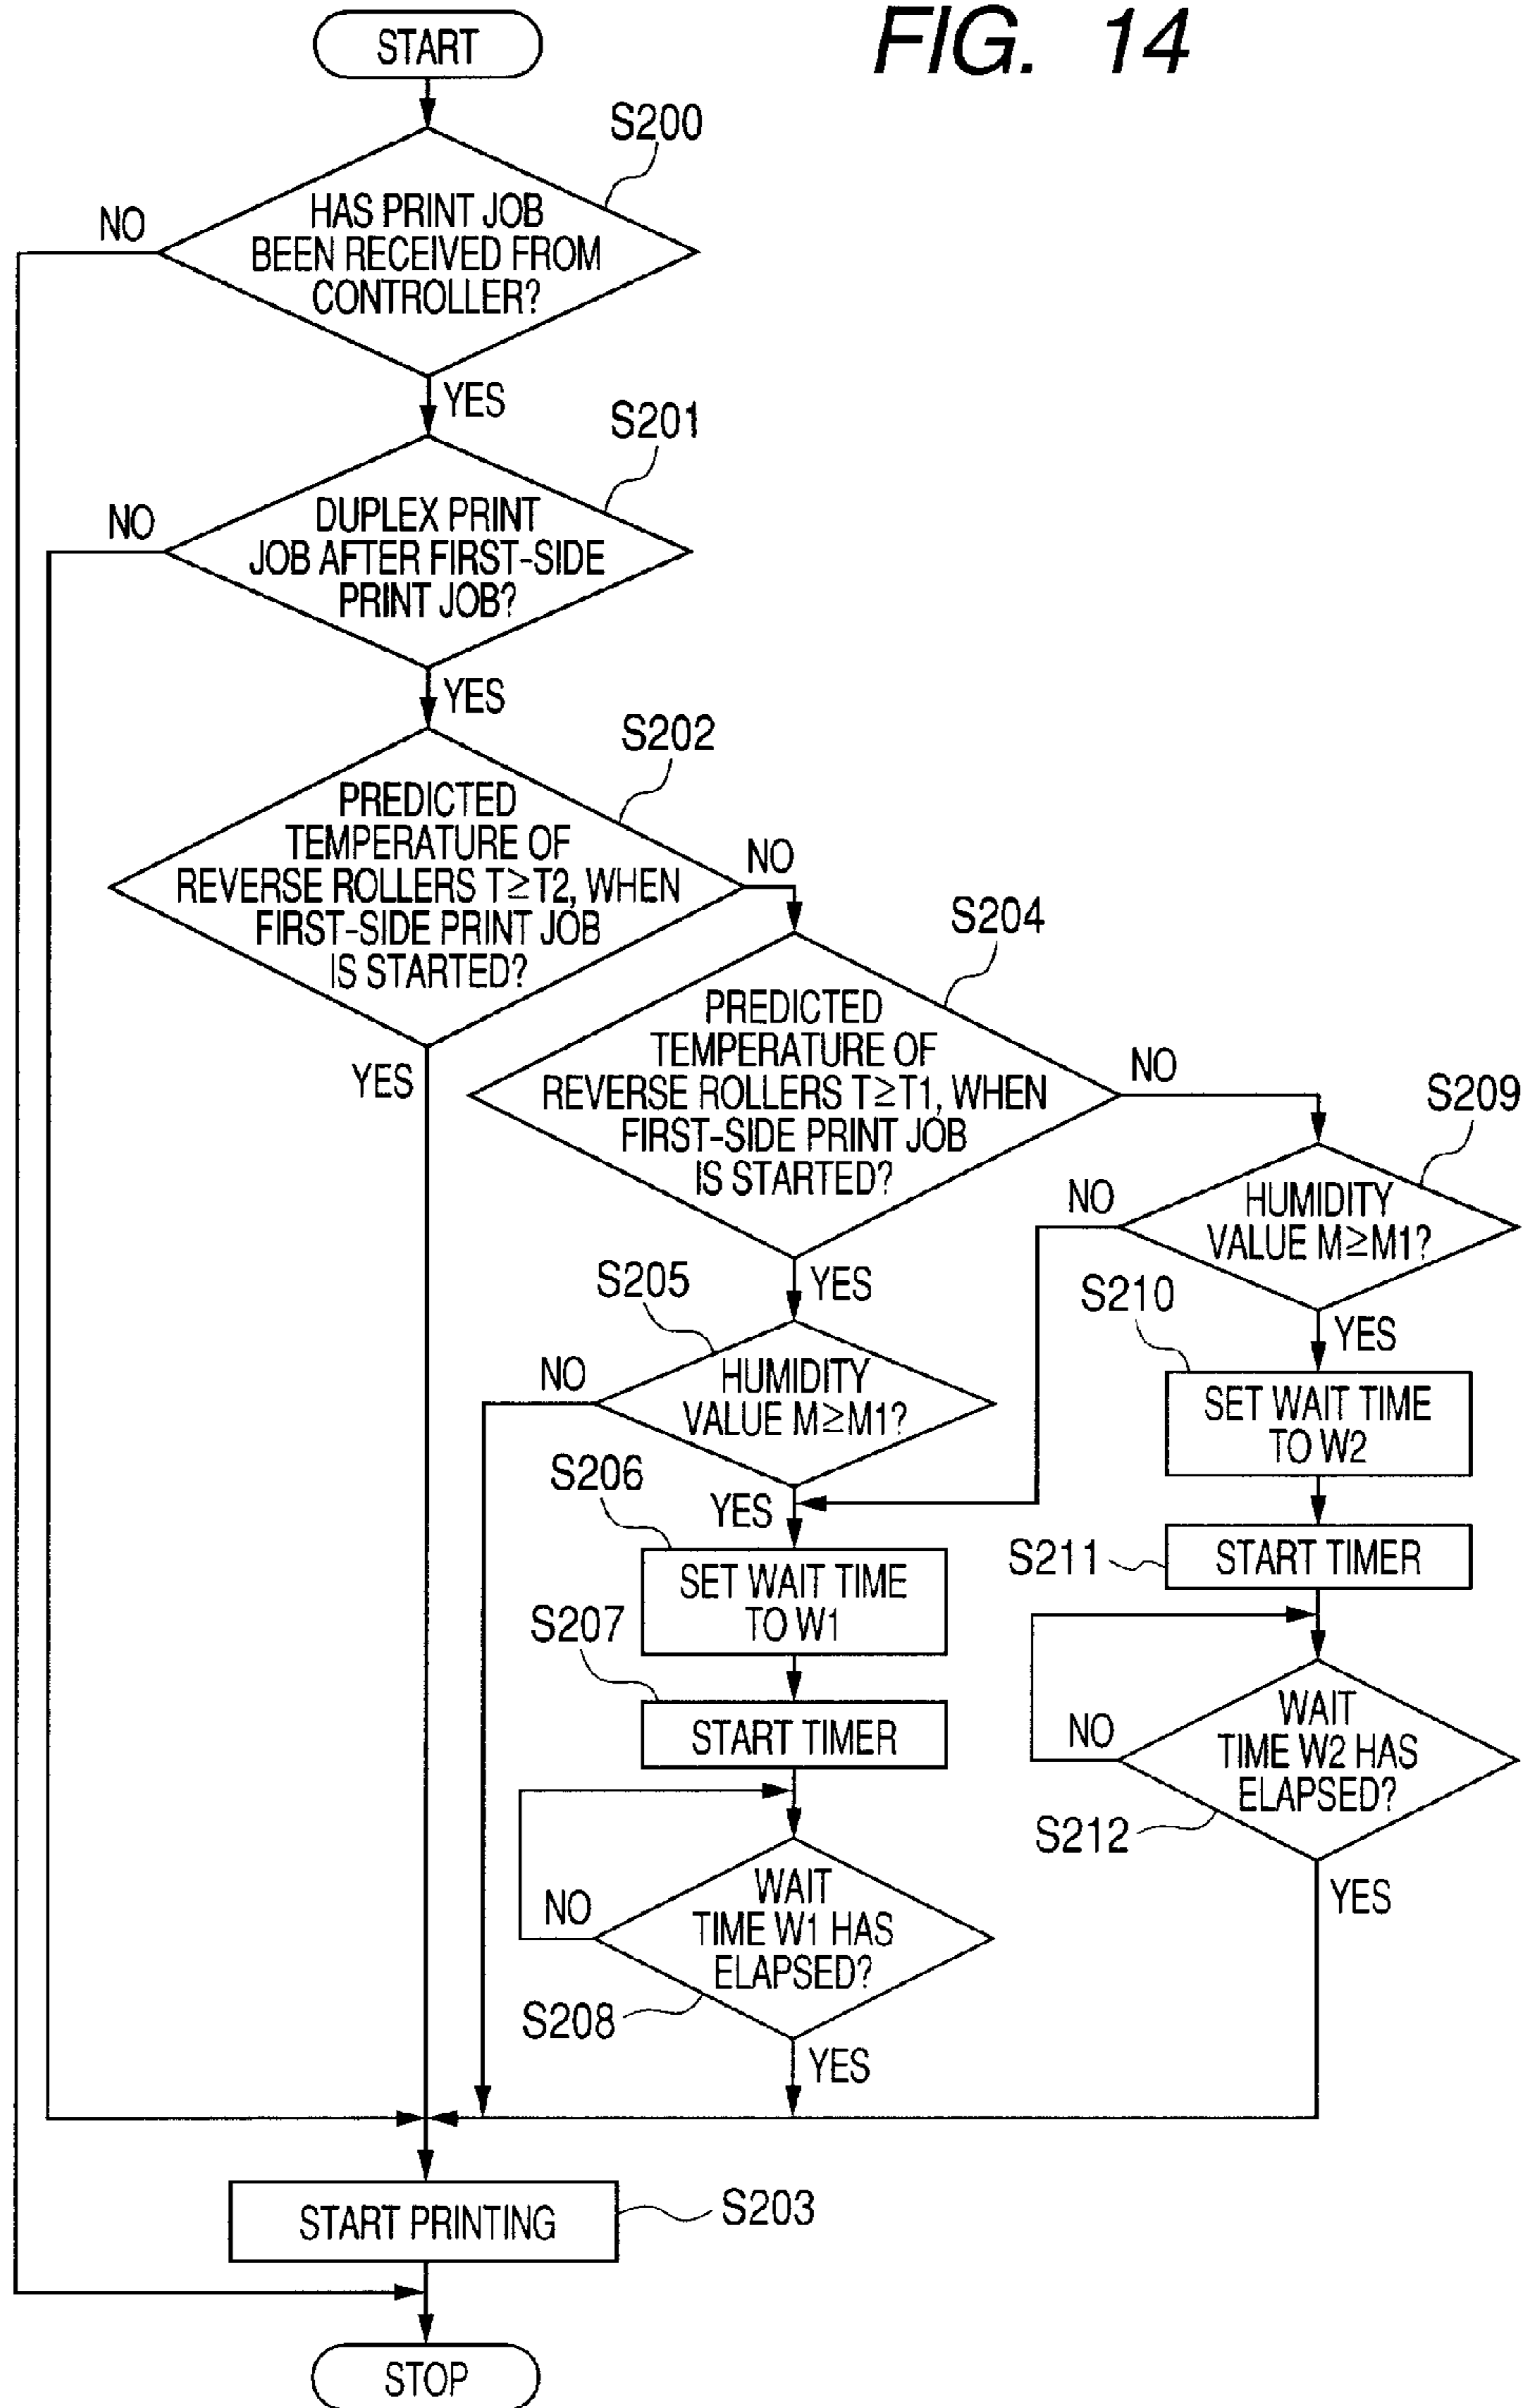 FIG. 14
START
S200
HAS PRINT JOB
BEEN RECEIVED FROM
CONTROLLER?
NO
YES
S201
DUPLEX PRINT
JOB AFTER FIRST-SIDE
PRINT JOB?
NO
YES
S202
PREDICTED
TEMPERATURE OF
REVERSE ROLLERS T≧T2, WHEN
FIRST-SIDE PRINT JOB
IS STARTED?
NO
YES
S204
PREDICTED
TEMPERATURE OF
REVERSE ROLLERS T≧T1, WHEN
FIRST-SIDE PRINT JOB
IS STARTED?
NO
YES
S209
HUMIDITY
VALUE M≧M1?
NO
YES
S205
HUMIDITY
VALUE M≧M1?
NO
YES
S210
SET WAIT TIME
TO W2
S206
SET WAIT TIME
TO W1
S211
START TIMER
S207
START TIMER
WAIT
TIME W2 HAS
ELAPSED?
NO
S212
YES
WAIT
TIME W1 HAS
ELAPSED?
NO
S208
YES
START PRINTING
S203
STOP